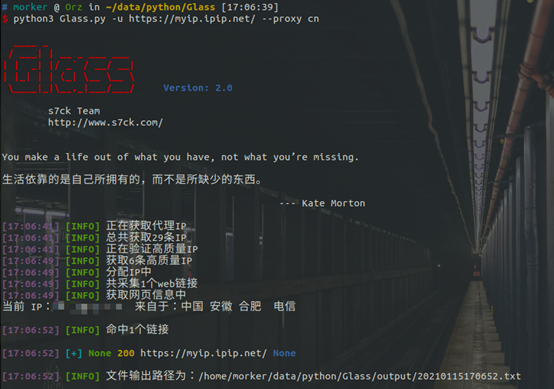 # morker @ Orz in ~/data/python/Glass [17:06:39]
$ python3 Glass.py -u https://myip.ipip.net/ --proxy cn
Glass
Version: 2.0
s7ck Team
http://www.s7ck.com/
You make a life out of what you have, not what you're missing.
生活依靠的是自己所拥有的，而不是所缺少的东西。
--- Kate Morton
[17:06:41] [INFO] 正在获取代理IP
[17:06:41] [INFO] 总共获取29条IP
[17:06:41] [INFO] 正在验证高质量IP
[17:06:49] [INFO] 获取6条高质量IP
[17:06:49] [INFO] 分配IP中
[17:06:49] [INFO] 共采集1个web链接
[17:06:49] [INFO] 获取网页信息中
当前 IP： 来自于：中国 安徽 合肥 电信
[17:06:52] [INFO] 命中1个链接
[17:06:52] [+] None 200 https://myip.ipip.net/ None
[17:06:52] [INFO] 文件输出路径为：/home/morker/data/python/Glass/output/20210115170652.txt